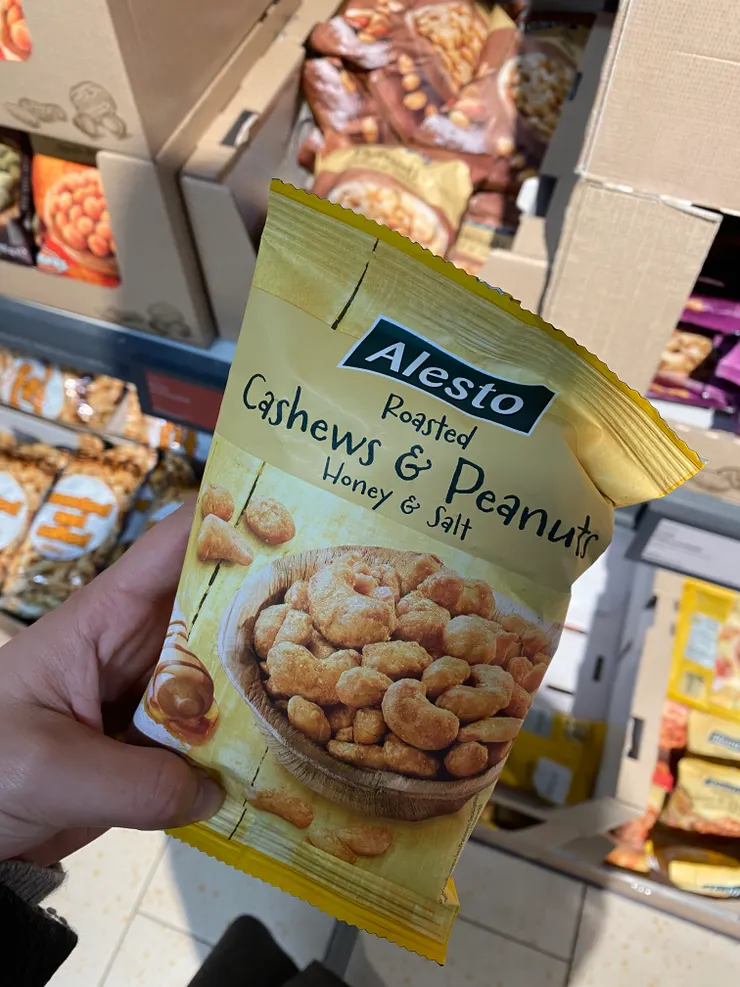 Alesto
Roasted
Cashews & Peanuts
Honey & Salt